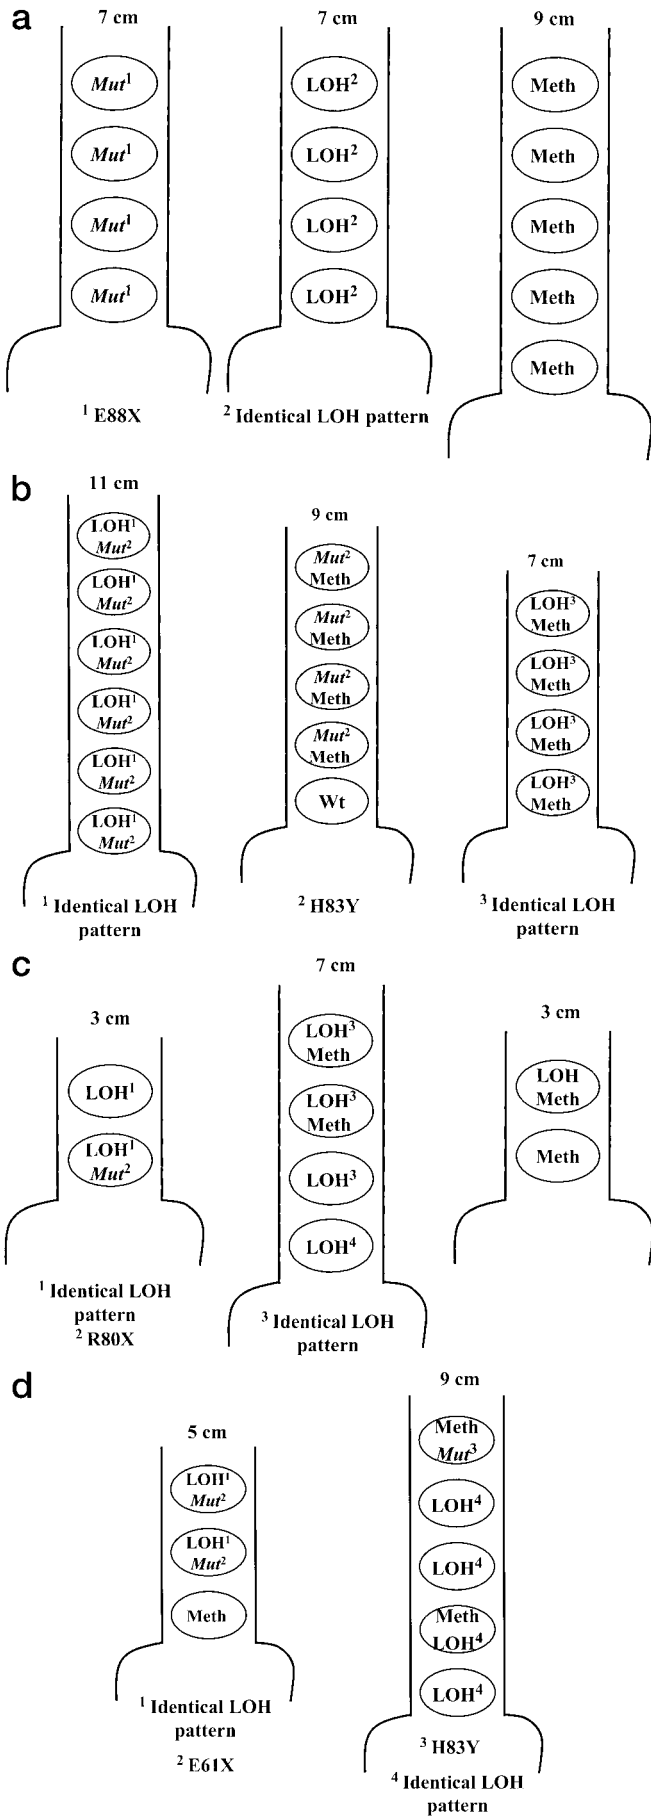 a
7 cm
Mut¹
Mut¹
Mut¹
Mut¹
¹ E88X
7 cm
LOH²
LOH²
LOH²
LOH²
² Identical LOH pattern
9 cm
Meth
Meth
Meth
Meth
Meth
b
11 cm
LOH¹
Mut²
LOH¹
Mut²
LOH¹
Mut²
LOH¹
Mut²
LOH¹
Mut²
LOH¹
Mut²
¹ Identical LOH
pattern
9 cm
Mut²
Meth
Mut²
Meth
Mut²
Meth
Mut²
Meth
Wt
² H83Y
7 cm
LOH³
Meth
LOH³
Meth
LOH³
Meth
LOH³
Meth
³ Identical LOH
pattern
c
3 cm
LOH¹
LOH¹
Mut²
¹ Identical LOH
pattern
² R80X
7 cm
LOH³
Meth
LOH³
Meth
LOH³
LOH⁴
³ Identical LOH
pattern
3 cm
LOH
Meth
Meth
d
5 cm
LOH¹
Mut²
LOH¹
Mut²
Meth
¹ Identical LOH
pattern
² E61X
9 cm
Meth
Mut³
LOH⁴
LOH⁴
Meth
LOH⁴
LOH⁴
³ H83Y
⁴ Identical LOH
pattern